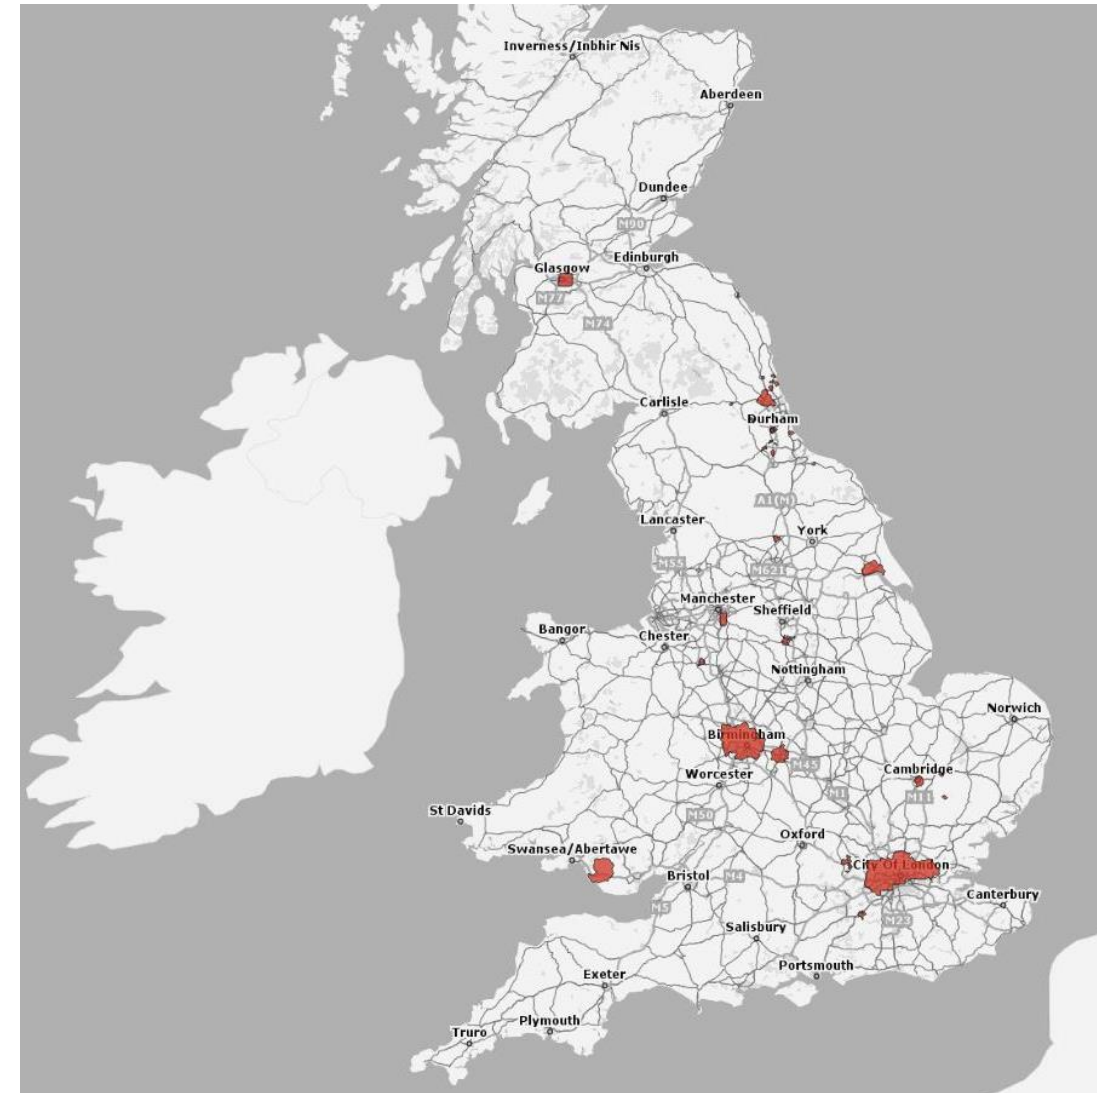 Inverness/Inbhir Nis
Aberdeen
Dundee
M90
Edinburgh
Glasgow
M77
M74
Carlisle
Durham
A1(M)
Lancaster
York
M55
M621
Manchester
Sheffield
Bangor
Chester
Nottingham
Norwich
Birmingham
M45
Cambridge
Worcester
M1
M11
St Davids
M50
Oxford
Swansea/Abertawe
City Of London
Bristol
M4
Canterbury
M5
M23
Salisbury
Portsmouth
Exeter
Plymouth
Truro